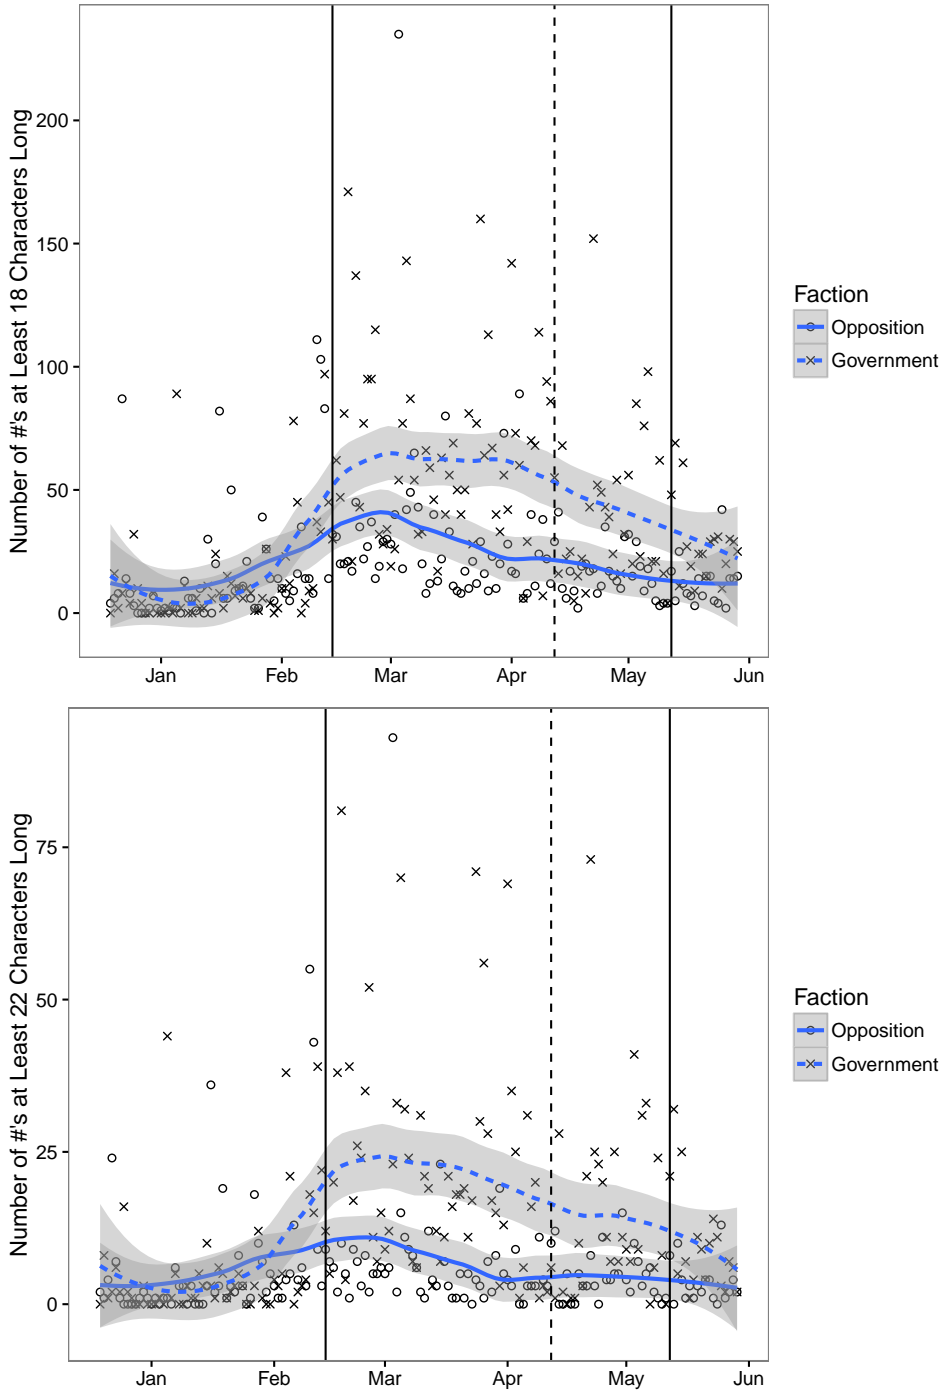 Number of #'s at Least 18 Characters Long
200
150
100
50
0
Jan Feb Mar Apr May Jun
Faction
Opposition
Government
Number of #'s at Least 22 Characters Long
75
50
25
0
Jan Feb Mar Apr May Jun
Faction
Opposition
Government